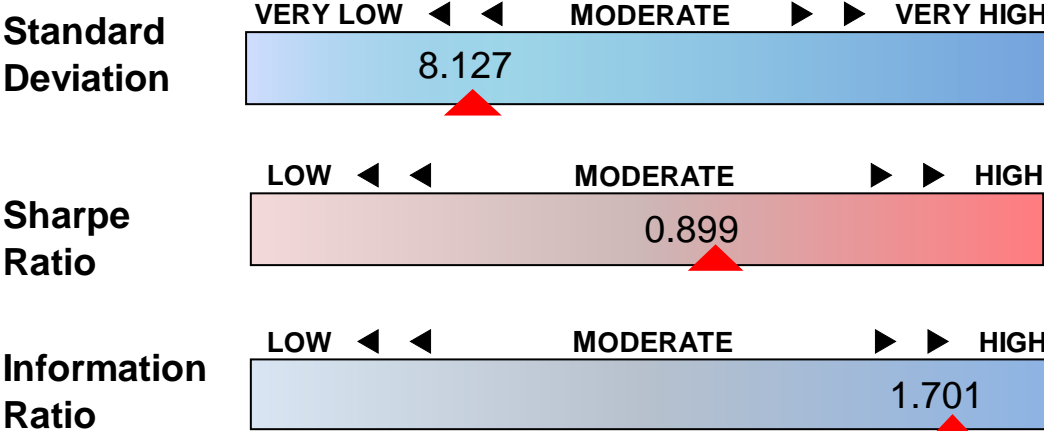 VERY LOW ◀ ◀ MODERATE ▶ ▶ VERY HIGH
Standard
Deviation
8.127
LOW ◀ ◀ MODERATE ▶ ▶ HIGH
Sharpe
Ratio
0.899
LOW ◀ ◀ MODERATE ▶ ▶ HIGH
Information
Ratio
1.701